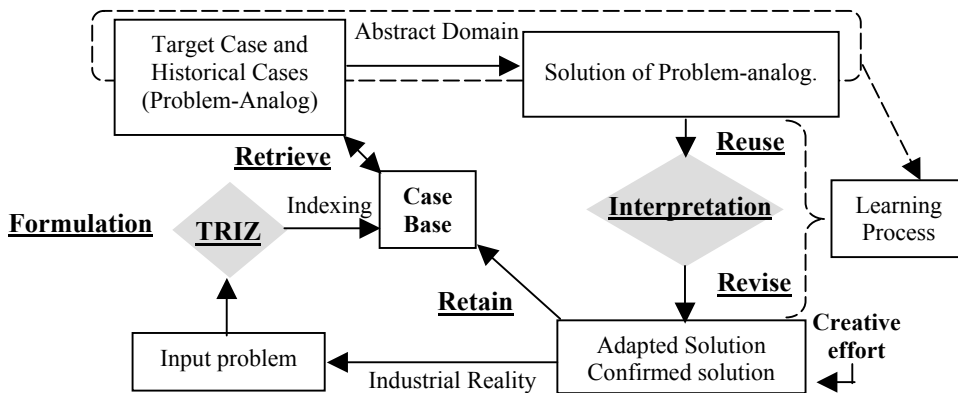 Target Case and
Historical Cases
(Problem-Analog)
Abstract Domain
Solution of Problem-analog.
Retrieve
Reuse
Formulation
TRIZ
Indexing
Case
Base
Interpretation
Learning
Process
Retain
Revise
Input problem
Industrial Reality
Adapted Solution
Confirmed solution
Creative
effort